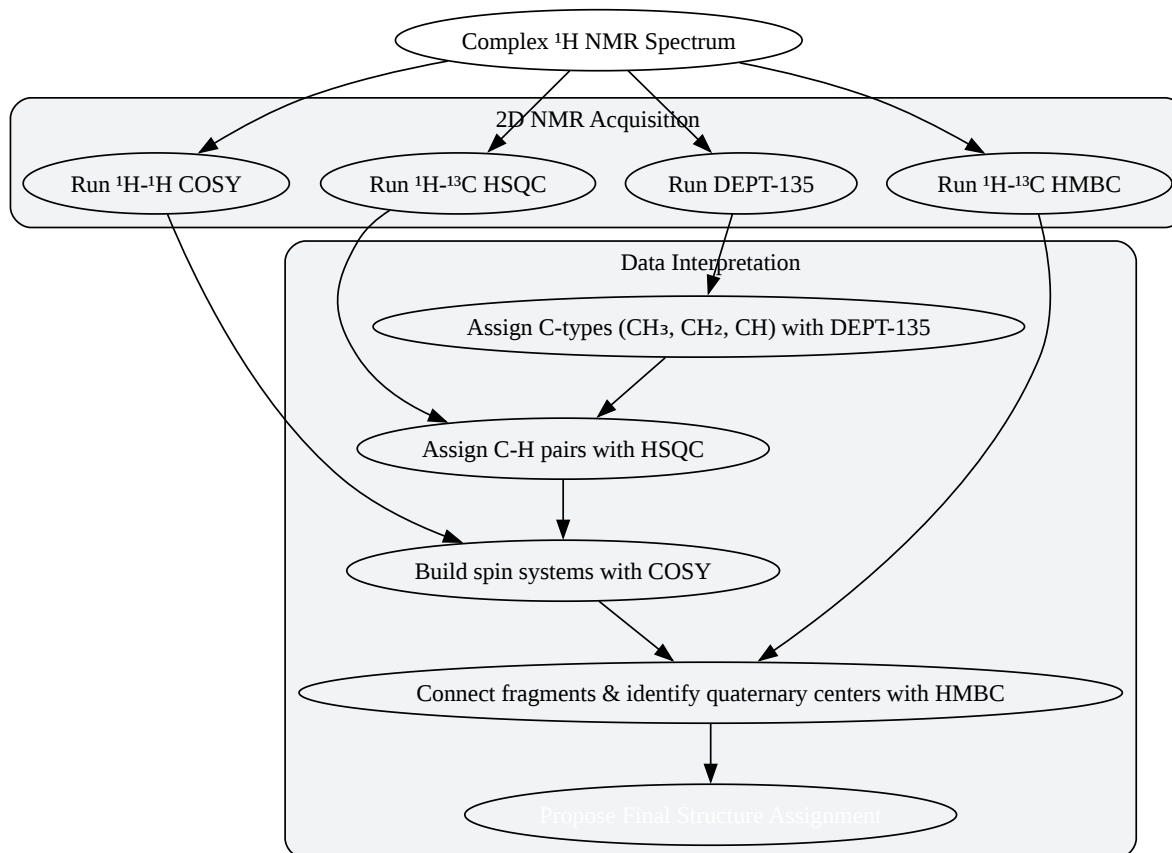 Complex ¹H NMR Spectrum
2D NMR Acquisition
Run ¹H-¹H COSY
Run ¹H-¹³C HSQC
Run DEPT-135
Run ¹H-¹³C HMBC
Data Interpretation
Assign C-types (CH₃, CH₂, CH) with DEPT-135
Assign C-H pairs with HSQC
Build spin systems with COSY
Connect fragments & identify quaternary centers with HMBC
Propose Final Structure Assignment